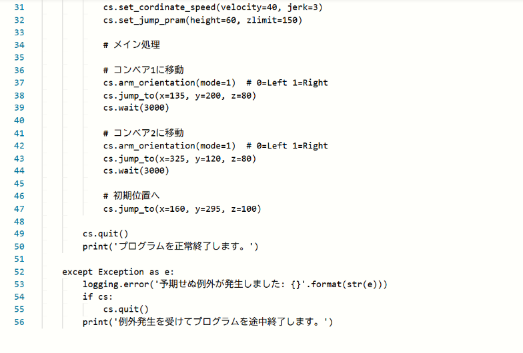 31 cs.set_cordinate_speed(velocity=40, jerk=3)
32 cs.set_jump_pram(height=60, zlimit=150)
33
34 # メイン処理
35
36 # コンベア1に移動
37 cs.arm_orientation(mode=1)  # 0=Left 1=Right
38 cs.jump_to(x=135, y=200, z=80)
39 cs.wait(3000)
40
41 # コンベア2に移動
42 cs.arm_orientation(mode=1)  # 0=Left 1=Right
43 cs.jump_to(x=325, y=120, z=80)
44 cs.wait(3000)
45
46 # 初期位置へ
47 cs.jump_to(x=160, y=295, z=100)
48
49 cs.quit()
50 print('プログラムを正常終了します。')
51
52 except Exception as e:
53 logging.error('予期せぬ例外が発生しました: {}'.format(str(e)))
54 if cs:
55 cs.quit()
56 print('例外発生を受けてプログラムを途中終了します。')